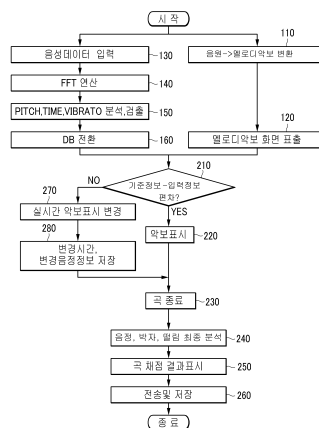 시 작
110
음성데이터 입력
130
음원->멜로디악보 변환
FFT 연산
140
PITCH,TIME,VIBRATO 분석,검출
150
120
DB 전환
160
멜로디악보 화면 표출
210
270
NO
기준정보-입력정보
편차?
실시간 악보표시 변경
YES
280
악보표시
220
변경시간,
변경음정정보 저장
곡 종료
230
음정, 박자, 떨림 최종 분석
240
곡 채점 결과표시
250
전송및 저장
260
종 료